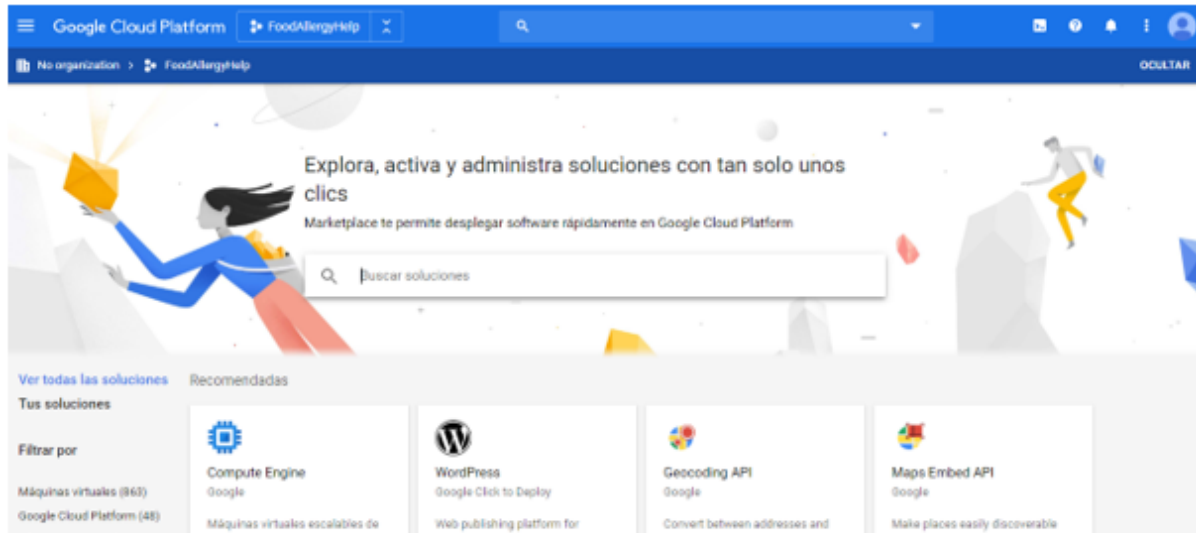 Google Cloud Platform FoodAllergyHelp
No organization > FoodAllergyHelp OCULTAR
Explora, activa y administra soluciones con tan solo unos
clics
Marketplace te permite desplegar software rápidamente en Google Cloud Platform
Buscar soluciones
Ver todas las soluciones
Tus soluciones
Filtrar por
Máquinas virtuales (863)
Google Cloud Platform (48)
Recomendadas
Compute Engine
Google
Máquinas virtuales escalables de
WordPress
Google Click to Deploy
Web publishing platform for
Geocoding API
Google
Convert between addresses and
Maps Embed API
Google
Make places easily discoverable